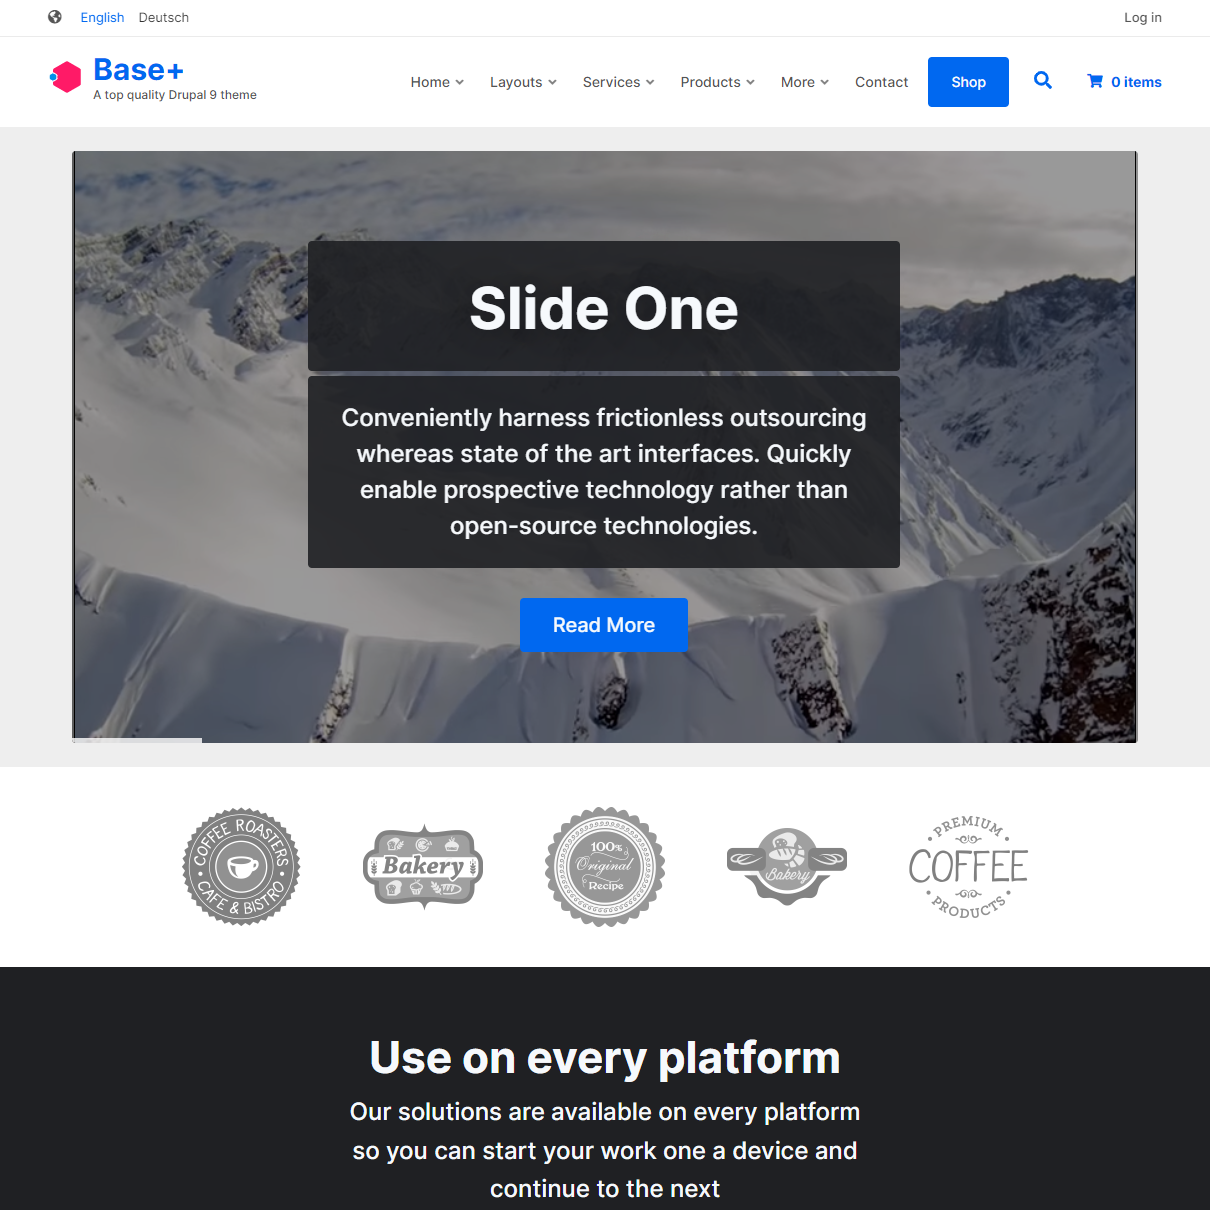 English Deutsch Log in
Base+
A top quality Drupal 9 theme
Home Layouts Services Products More Contact Shop 0 items
Slide One
Conveniently harness frictionless outsourcing
whereas state of the art interfaces. Quickly
enable prospective technology rather than
open-source technologies.
Read More
COFFEE ROASTERS
CAFE & BISTRO
Bakery
100%
Original
Recipe
Bakery
PREMIUM
COFFEE
PRODUCTS
Use on every platform
Our solutions are available on every platform
so you can start your work one a device and
continue to the next